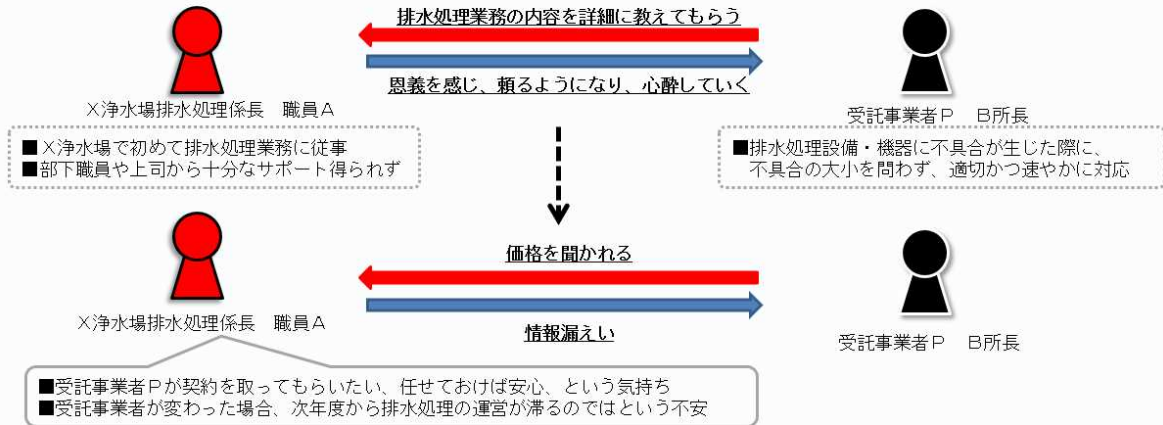 排水処理業務の内容を詳細に教えてもらう
恩義を感じ、頼るようになり、心酔していく
X浄水場排水処理係長 職員A
受託事業者P B所長
■X浄水場で初めて排水処理業務に従事
■部下職員や上司から十分なサポート得られず
■排水処理設備・機器に不具合が生じた際に、
不具合の大小を問わず、適切かつ速やかに対応
価格を聞かれる
情報漏えい
X浄水場排水処理係長 職員A
受託事業者P B所長
■受託事業者Pが契約を取ってもらいたい、任せておけば安心、という気持ち
■受託事業者が変わった場合、次年度から排水処理の運営が滞るのではという不安